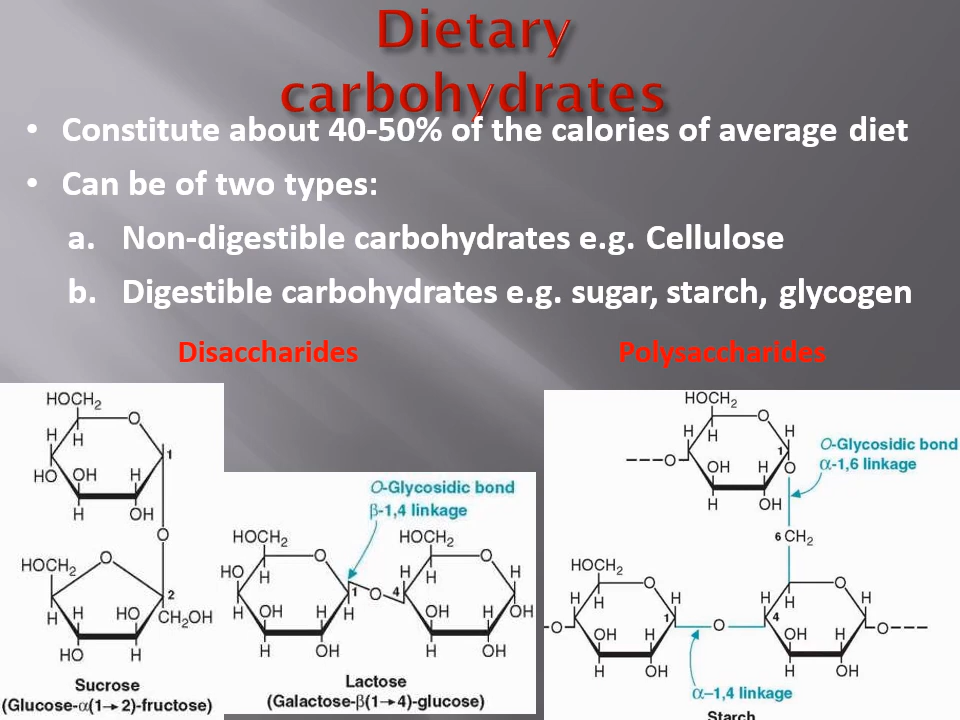 Dietary
carbohydrates
• Constitute about 40-50% of the calories of average diet
• Can be of two types:
a. Non-digestible carbohydrates e.g. Cellulose
b. Digestible carbohydrates e.g. sugar, starch, glycogen
Disaccharides
HOCH2
O
H
H
H
1
HO
OH
H
H
OH
O
HOCH2
O
2
H
H
HO
CH2OH
HO
H
Sucrose
(Glucose-α(1→2)-fructose)
O-Glycosidic bond
β-1,4 linkage
HOCH2
O
HO
H
1
H
OH
H
H
H
OH
O
HOCH2
O
H
H
H
4
OH
H
OH
H
OH
Lactose
(Galactose-β(1→4)-glucose)
Polysaccharides
HOCH2
O
H
H
H
1
---O
OH
H
O
H
OH
O-Glycosidic bond
α-1,6 linkage
6 CH2
HOCH2
O
H
H
H
1
O
OH
H
H
OH
O
O
H
H
H
4
OH
H
O---
H
OH
α–1,4 linkage
Starch